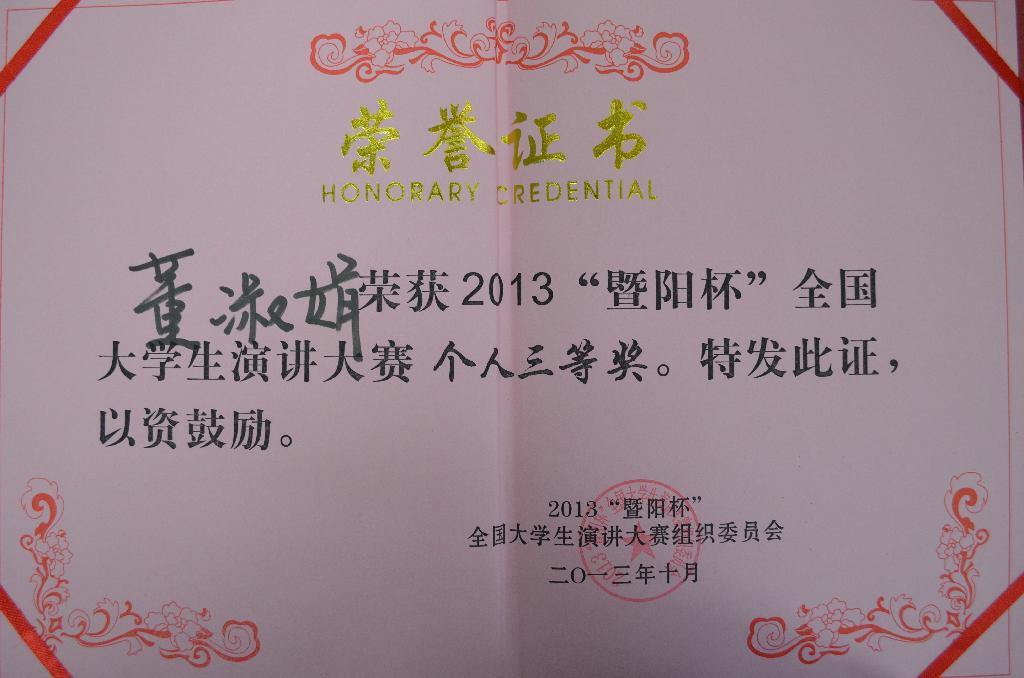 荣誉证书
HONORARY CREDENTIAL
董淑娟荣获2013“暨阳杯”全国
大学生演讲大赛 个人三等奖。特发此证，
以资鼓励。
2013“暨阳杯”
全国大学生演讲大赛组织委员会
二〇一三年十月